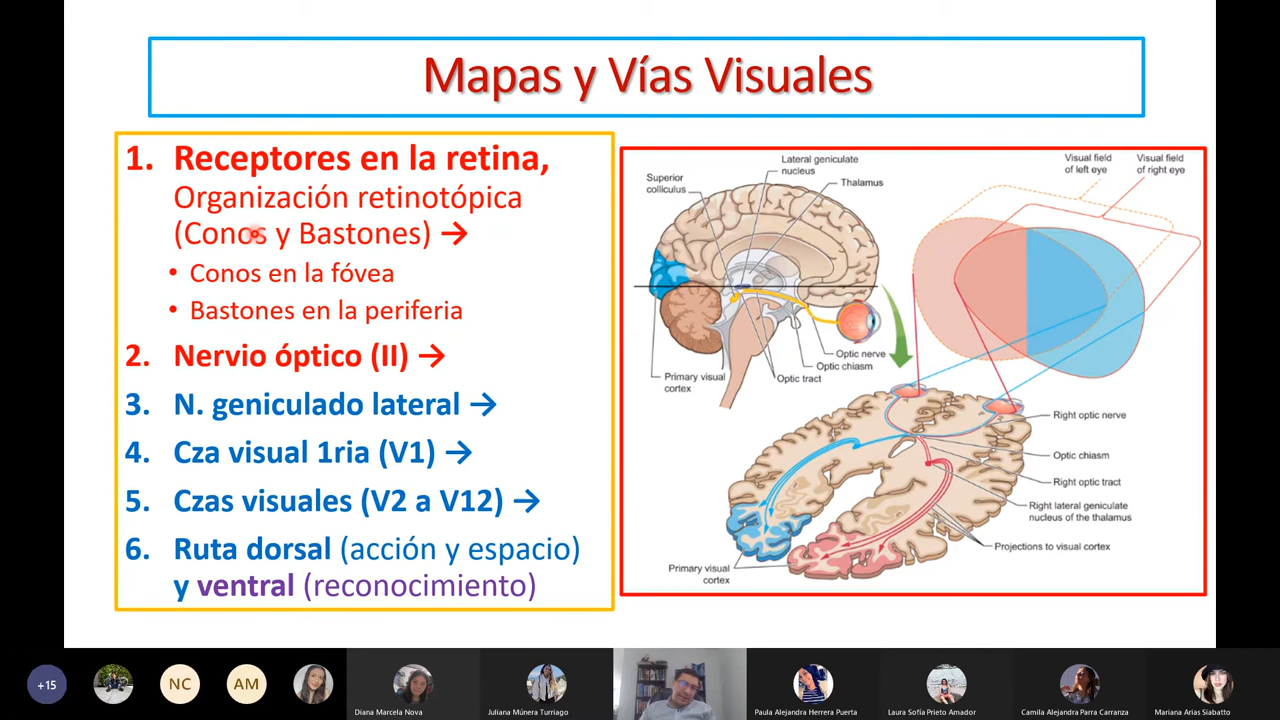 Mapas y Vías Visuales
1. Receptores en la retina,
Organización retinotópica
(Conos y Bastones) →
• Conos en la fóvea
• Bastones en la periferia
2. Nervio óptico (II) →
3. N. geniculado lateral →
4. Cza visual 1ria (V1) →
5. Czas visuales (V2 a V12) →
6. Ruta dorsal (acción y espacio)
y ventral (reconocimiento)
Superior
colliculus
Lateral geniculate
nucleus
Thalamus
Visual field
of left eye
Visual field
of right eye
Optic nerve
Optic chiasm
Optic tract
Primary visual
cortex
Right optic nerve
Optic chiasm
Right optic tract
Right lateral geniculate
nucleus of the thalamus
Projections to visual cortex
Primary visual
cortex
+15
NC
AM
Diana Marcela Nova
Juliana Múnera Turriago
Paula Alejandra Herrera Puerta
Laura Sofía Prieto Amador
Camila Alejandra Parra Carranza
Mariana Arias Siabatto